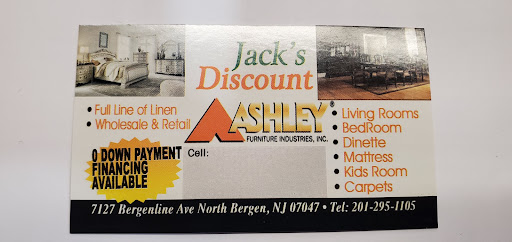 Jack's
Discount
• Full Line of Linen
• Wholesale & Retail
ASHLEY®
FURNITURE INDUSTRIES, INC.
• Living Rooms
• BedRoom
• Dinette
• Mattress
• Kids Room
• Carpets
0 DOWN PAYMENT
FINANCING
AVAILABLE
Cell:
7127 Bergenline Ave North Bergen, NJ 07047 • Tel: 201-295-1105